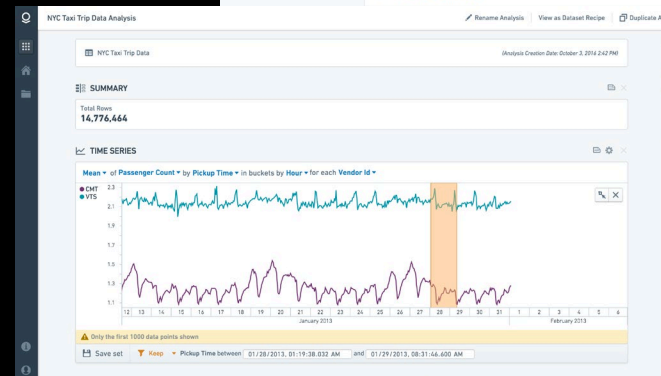 NYC Taxi Trip Data Analysis
Rename Analysis
View as Dataset Recipe
Duplicate A
NYC Taxi Trip Data
(Analysis Creation Date: October 3, 2016 2:42 PM)
SUMMARY
Total Rows
14,776,464
TIME SERIES
Mean of Passenger Count by Pickup Time in buckets by Hour for each Vendor Id
CMT
VTS
2.3
2.1
1.9
1.7
1.5
1.3
1.1
12 13 14 15 16 17 18 19 20 21 22 23 24 25 26 27 28 29 30 31 1 2 3 4 5 6
January 2013 February 2013
Only the first 1000 data points shown
Save set Keep Pickup Time between 01/28/2013, 01:19:38.032 AM and 01/29/2013, 08:31:46.600 AM